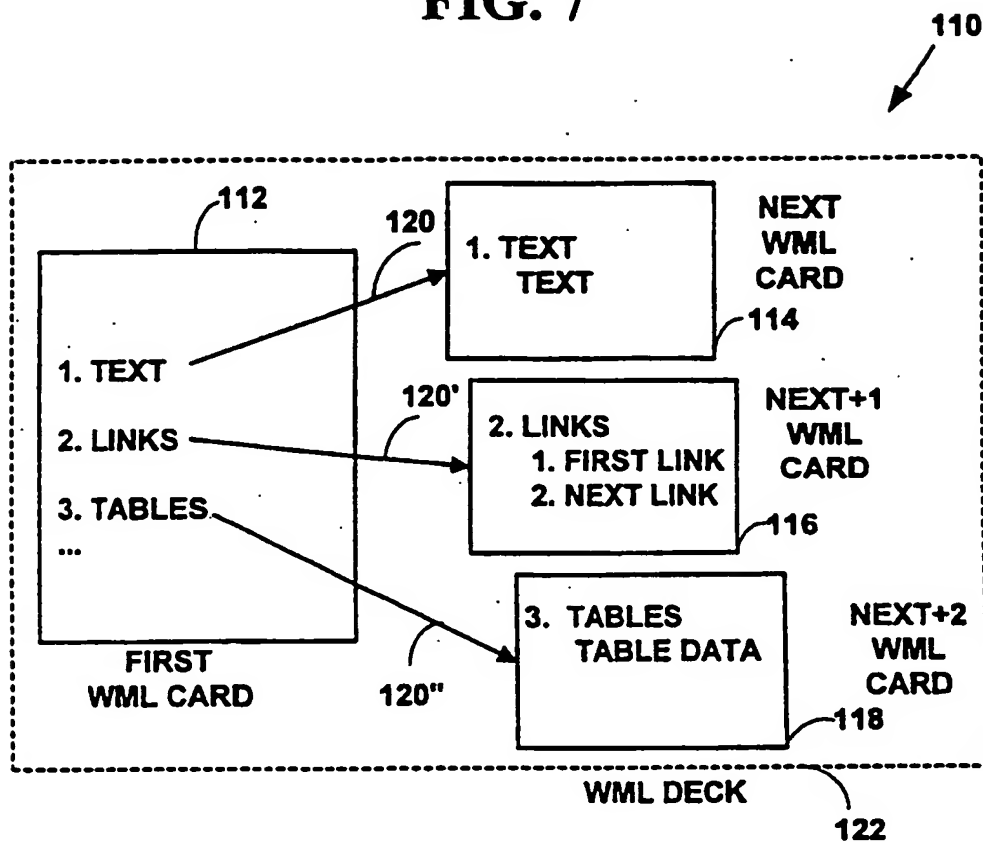 FIG. 7
110
112
120
1. TEXT
TEXT
NEXT
WML
CARD
114
1. TEXT
2. LINKS
3. TABLES
...
120'
2. LINKS
1. FIRST LINK
2. NEXT LINK
NEXT+1
WML
CARD
116
3. TABLES
TABLE DATA
NEXT+2
WML
CARD
118
FIRST
WML CARD
120"
WML DECK
122